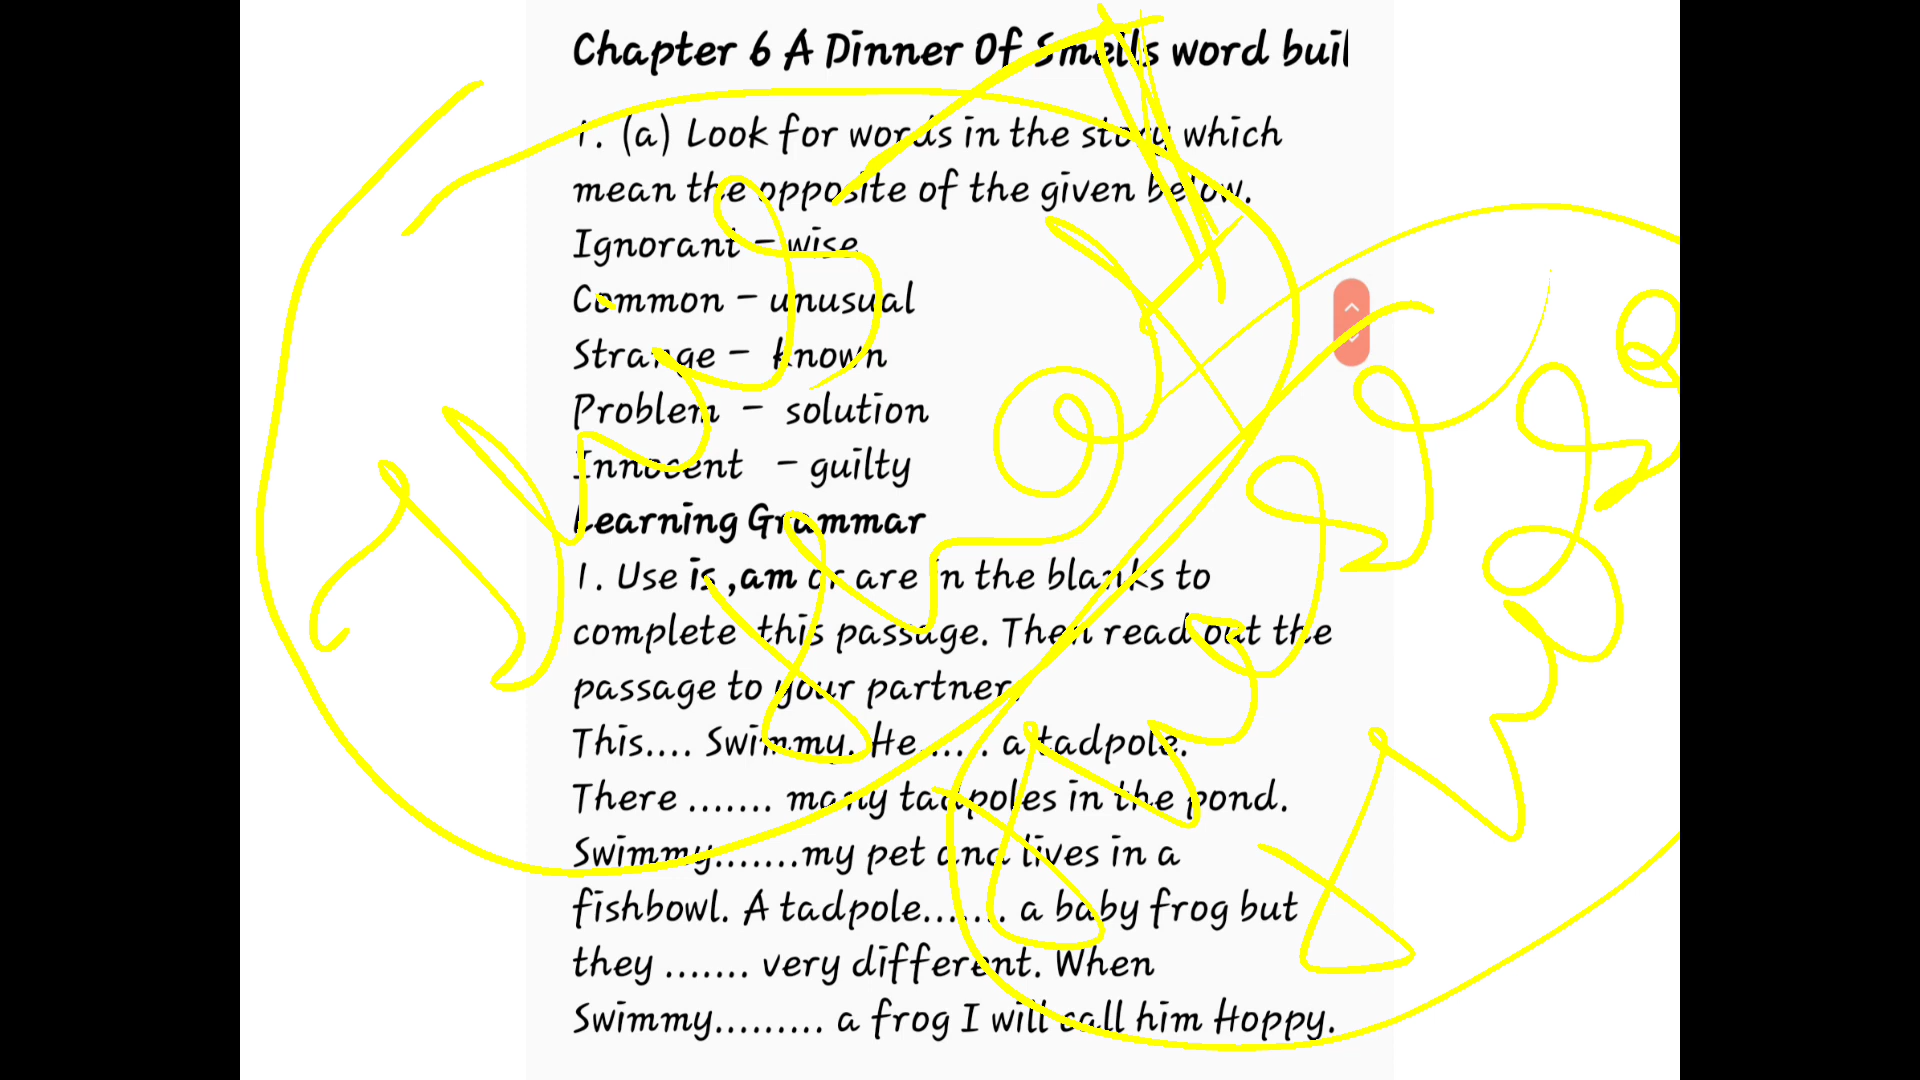 Chapter 6 A Dinner Of Smells word buil
1. (a) Look for words in the story which
mean the opposite of the given below.
Ignorant - wise
Common - unusual
Strange - known
Problem - solution
Innocent - guilty
Learning Grammar
1. Use is ,am or are in the blanks to
complete this passage. Then read out the
passage to your partner.
This.... Swimmy. He...... a tadpole.
There ....... many tadpoles in the pond.
Swimmy.......my pet and lives in a
fishbowl. A tadpole....... a baby frog but
they ....... very different. When
Swimmy......... a frog I will call him Hoppy.